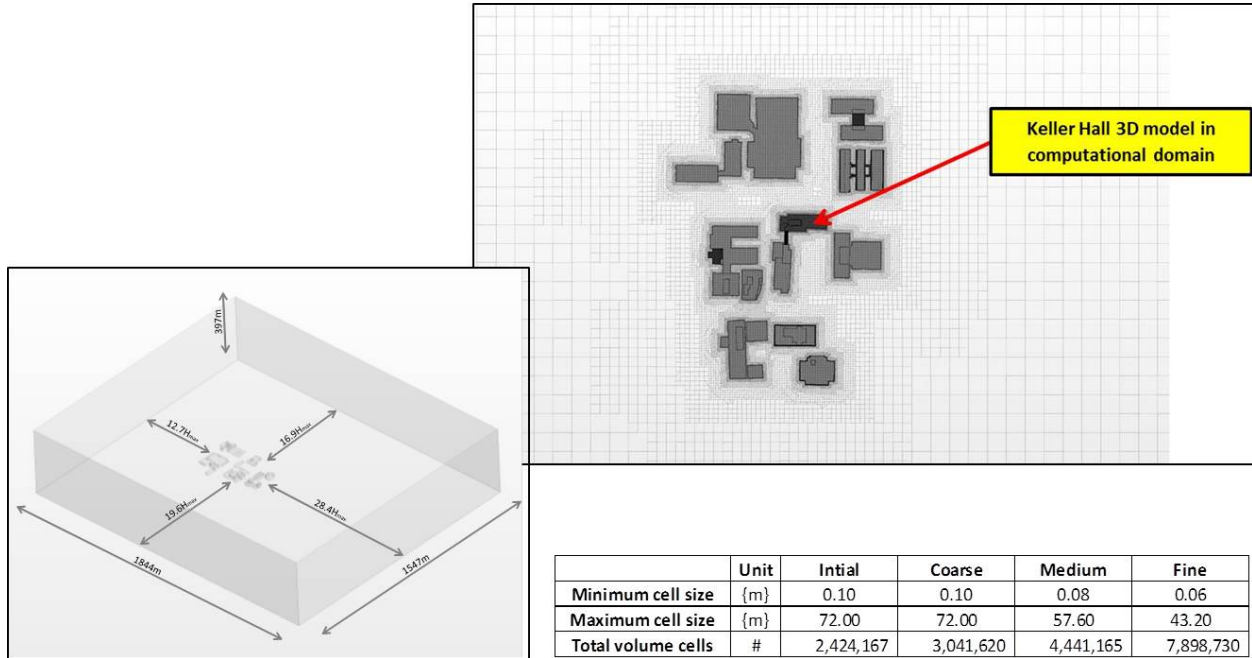 Keller Hall 3D model in
computational domain
397m
12.7Hmax
16.9Hmax
19.6Hmax
28.4Hmax
1844m
1547m
Unit Intial Coarse Medium Fine
Minimum cell size {m} 0.10 0.10 0.08 0.06
Maximum cell size {m} 72.00 72.00 57.60 43.20
Total volume cells # 2,424,167 3,041,620 4,441,165 7,898,730